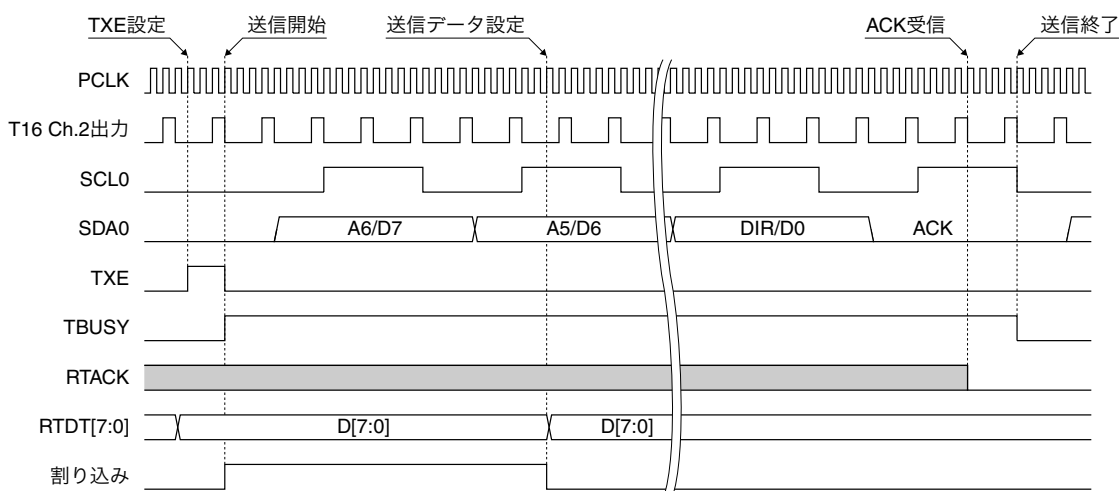 TXE設定 送信開始 送信データ設定 ACK受信 送信終了
PCLK
T16 Ch.2出力
SCL0
SDA0 A6/D7 A5/D6 DIR/D0 ACK
TXE
TBUSY
RTACK
RTDT[7:0] D[7:0] D[7:0]
割り込み